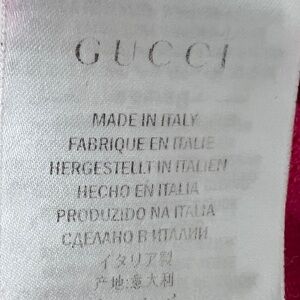 GUCCI
MADE IN ITALY
FABRIQUE EN ITALIE
HERGESTELLT IN ITALIEN
HECHO EN ITALIA
PRODUZIDO NA ITALIA
СДЕЛАНО В ИТАЛИИ
イタリア製
产地:意大利